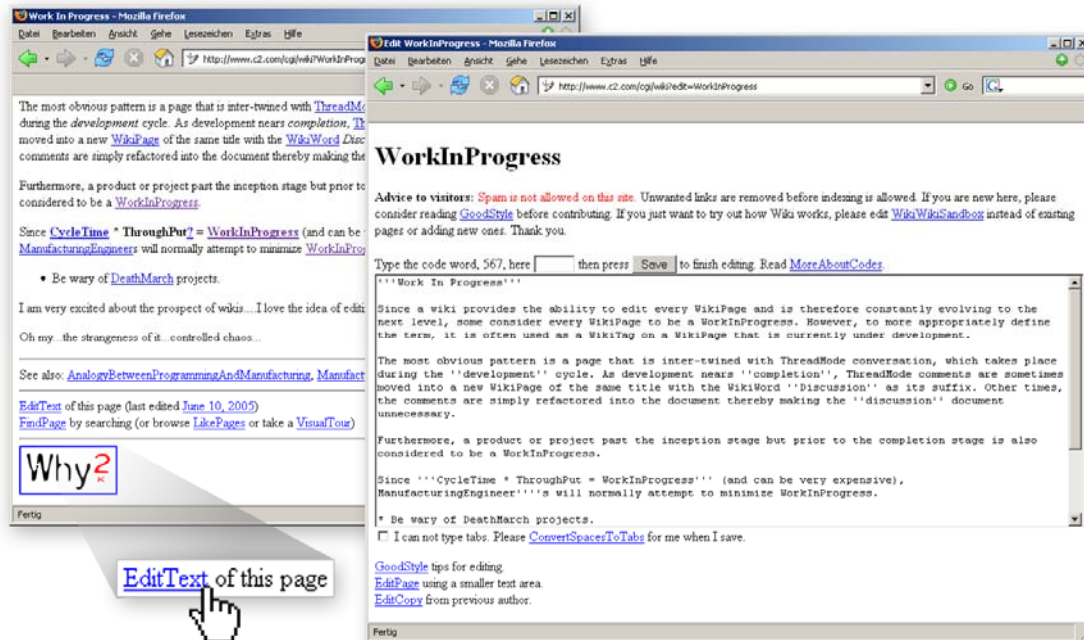 Work In Progress - Mozilla Firefox
Datei Bearbeiten Ansicht Gehe Lesezeichen Extras Hilfe
http://www.c2.com/cgi/wiki?WorkInProg
The most obvious pattern is a page that is inter-twined with ThreadMo
during the development cycle. As development nears completion, Th
moved into a new WikiPage of the same title with the WikiWord Disc
comments are simply refactored into the document thereby making the
Furthermore, a product or project past the inception stage but prior to
considered to be a WorkInProgress.
Since CycleTime * ThroughPut? = WorkInProgress (and can be
ManufacturingEngineers will normally attempt to minimize WorkInProg
• Be wary of DeathMarch projects.
I am very excited about the prospect of wikis....I love the idea of editi
Oh my...the strangeness of it...controlled chaos...
See also: AnalogyBetweenProgrammingAndManufacturing, Manufact
EditText of this page (last edited June 10, 2005)
FindPage by searching (or browse LikePages or take a VisualTour)
Why?
Fertig
EditText of this page
Edit WorkInProgress - Mozilla Firefox
Datei Bearbeiten Ansicht Gehe Lesezeichen Extras Hilfe
http://www.c2.com/cgi/wiki?edit=WorkInProgress Go
WorkInProgress
Advice to visitors: Spam is not allowed on this site. Unwanted links are removed before indexing is allowed. If you are new here, please
consider reading GoodStyle before contributing. If you just want to try out how Wiki works, please edit WikiWikiSandbox instead of existing
pages or adding new ones. Thank you.
Type the code word, 567, here then press Save to finish editing. Read MoreAboutCodes.
'''Work In Progress'''
Since a wiki provides the ability to edit every WikiPage and is therefore constantly evolving to the
next level, some consider every WikiPage to be a WorkInProgress. However, to more appropriately define
the term, it is often used as a WikiTag on a WikiPage that is currently under development.
The most obvious pattern is a page that is inter-twined with ThreadMode conversation, which takes place
during the ''development'' cycle. As development nears ''completion'', ThreadMode comments are sometimes
moved into a new WikiPage of the same title with the WikiWord ''Discussion'' as its suffix. Other times,
the comments are simply refactored into the document thereby making the ''discussion'' document
unnecessary.
Furthermore, a product or project past the inception stage but prior to the completion stage is also
considered to be a WorkInProgress.
Since '''CycleTime * ThroughPut = WorkInProgress''' (and can be very expensive),
ManufacturingEngineer''''s will normally attempt to minimize WorkInProgress.
* Be wary of DeathMarch projects.
I can not type tabs. Please ConvertSpacesToTabs for me when I save.
GoodStyle tips for editing.
EditPage using a smaller text area.
EditCopy from previous author.
Fertig